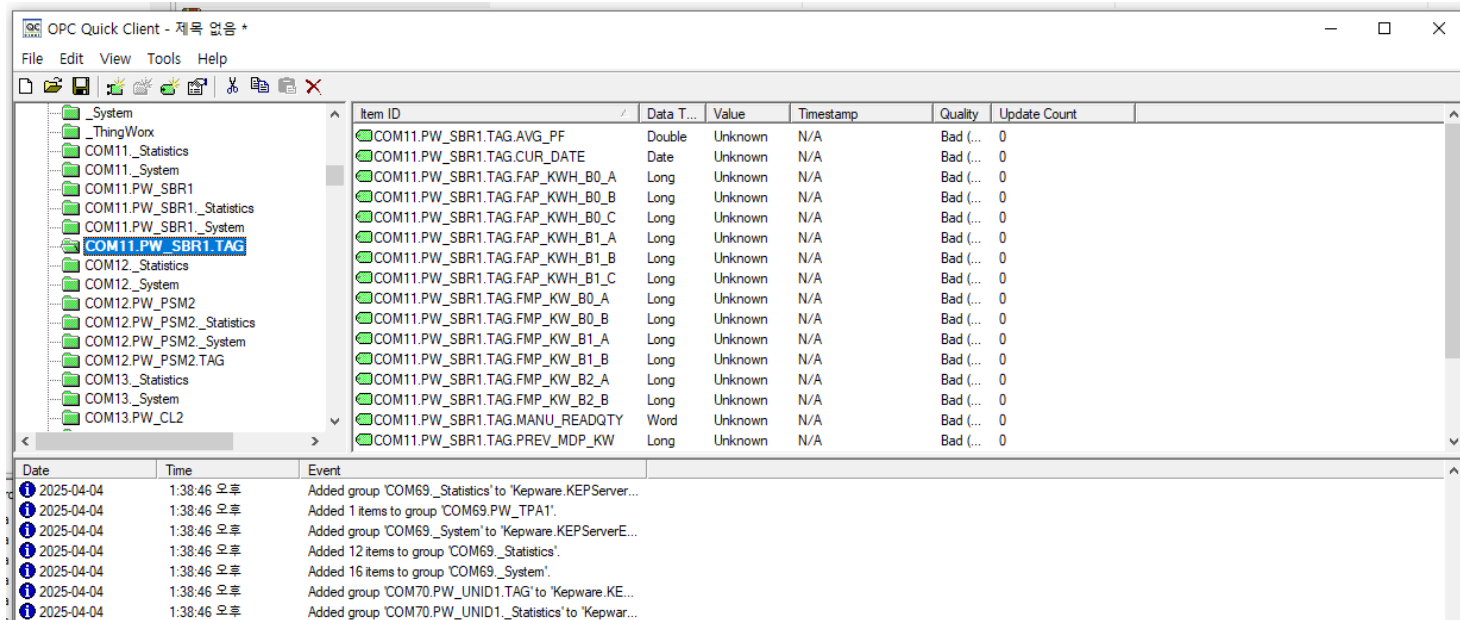 OPC Quick Client - 제목 없음 *
File Edit View Tools Help
_System
_ThingWorx
COM11._Statistics
COM11._System
COM11.PW_SBR1
COM11.PW_SBR1._Statistics
COM11.PW_SBR1._System
COM11.PW_SBR1.TAG
COM12._Statistics
COM12._System
COM12.PW_PSM2
COM12.PW_PSM2._Statistics
COM12.PW_PSM2._System
COM12.PW_PSM2.TAG
COM13._Statistics
COM13._System
COM13.PW_CL2
Item ID Data T... Value Timestamp Quality Update Count
COM11.PW_SBR1.TAG.AVG_PF Double Unknown N/A Bad (... 0
COM11.PW_SBR1.TAG.CUR_DATE Date Unknown N/A Bad (... 0
COM11.PW_SBR1.TAG.FAP_KWH_B0_A Long Unknown N/A Bad (... 0
COM11.PW_SBR1.TAG.FAP_KWH_B0_B Long Unknown N/A Bad (... 0
COM11.PW_SBR1.TAG.FAP_KWH_B0_C Long Unknown N/A Bad (... 0
COM11.PW_SBR1.TAG.FAP_KWH_B1_A Long Unknown N/A Bad (... 0
COM11.PW_SBR1.TAG.FAP_KWH_B1_B Long Unknown N/A Bad (... 0
COM11.PW_SBR1.TAG.FAP_KWH_B1_C Long Unknown N/A Bad (... 0
COM11.PW_SBR1.TAG.FMP_KW_B0_A Long Unknown N/A Bad (... 0
COM11.PW_SBR1.TAG.FMP_KW_B0_B Long Unknown N/A Bad (... 0
COM11.PW_SBR1.TAG.FMP_KW_B1_A Long Unknown N/A Bad (... 0
COM11.PW_SBR1.TAG.FMP_KW_B1_B Long Unknown N/A Bad (... 0
COM11.PW_SBR1.TAG.FMP_KW_B2_A Long Unknown N/A Bad (... 0
COM11.PW_SBR1.TAG.FMP_KW_B2_B Long Unknown N/A Bad (... 0
COM11.PW_SBR1.TAG.MANU_READQTY Word Unknown N/A Bad (... 0
COM11.PW_SBR1.TAG.PREV_MDP_KW Long Unknown N/A Bad (... 0
Date Time Event
2025-04-04 1:38:46 오후 Added group 'COM69._Statistics' to 'Kepware.KEPServer...
2025-04-04 1:38:46 오후 Added 1 items to group 'COM69.PW_TPA1'.
2025-04-04 1:38:46 오후 Added group 'COM69._System' to 'Kepware.KEPServerE...
2025-04-04 1:38:46 오후 Added 12 items to group 'COM69._Statistics'.
2025-04-04 1:38:46 오후 Added 16 items to group 'COM69._System'.
2025-04-04 1:38:46 오후 Added group 'COM70.PW_UNID1.TAG' to 'Kepware.KE...
2025-04-04 1:38:46 오후 Added group 'COM70.PW_UNID1._Statistics' to 'Kepwar...